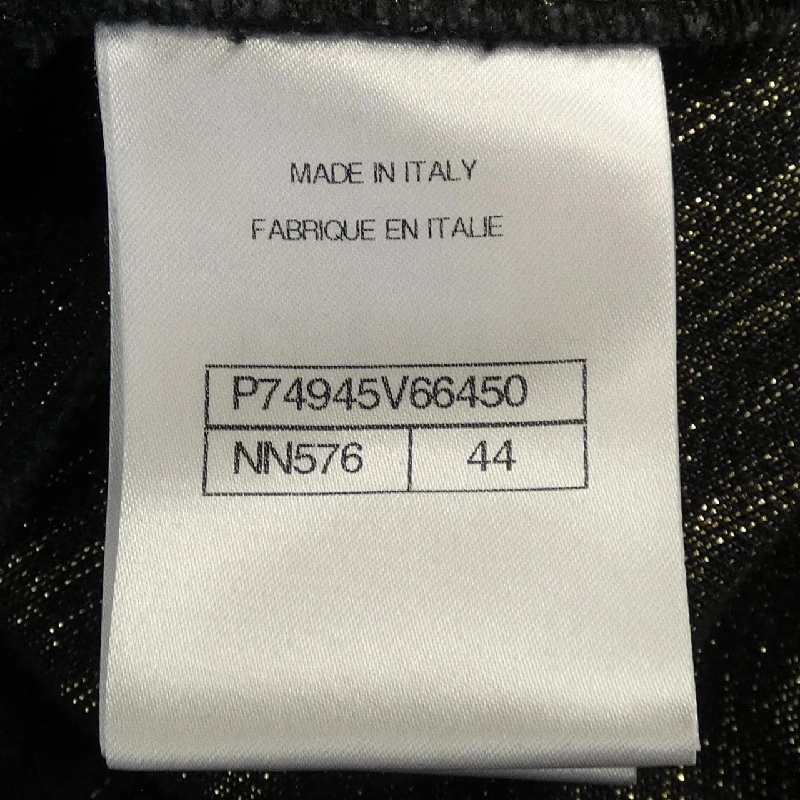 MADE IN ITALY
FABRIQUE EN ITALIE
P74945V66450
NN576 44